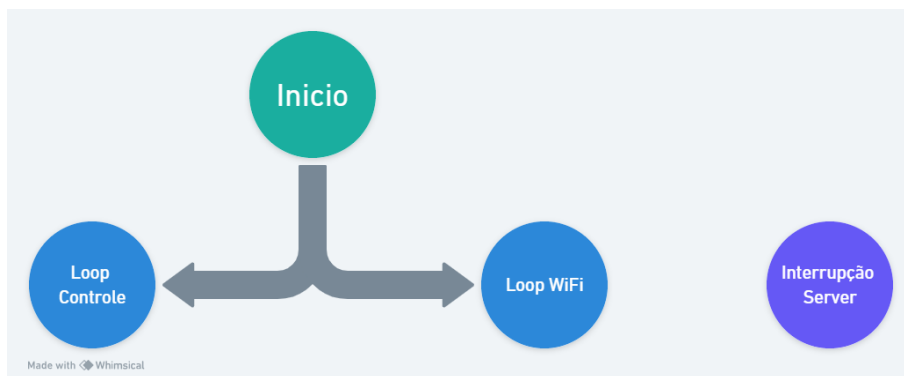 Inicio
Loop
Controle
Loop WiFi
Interrupção
Server
Made with Whimsical